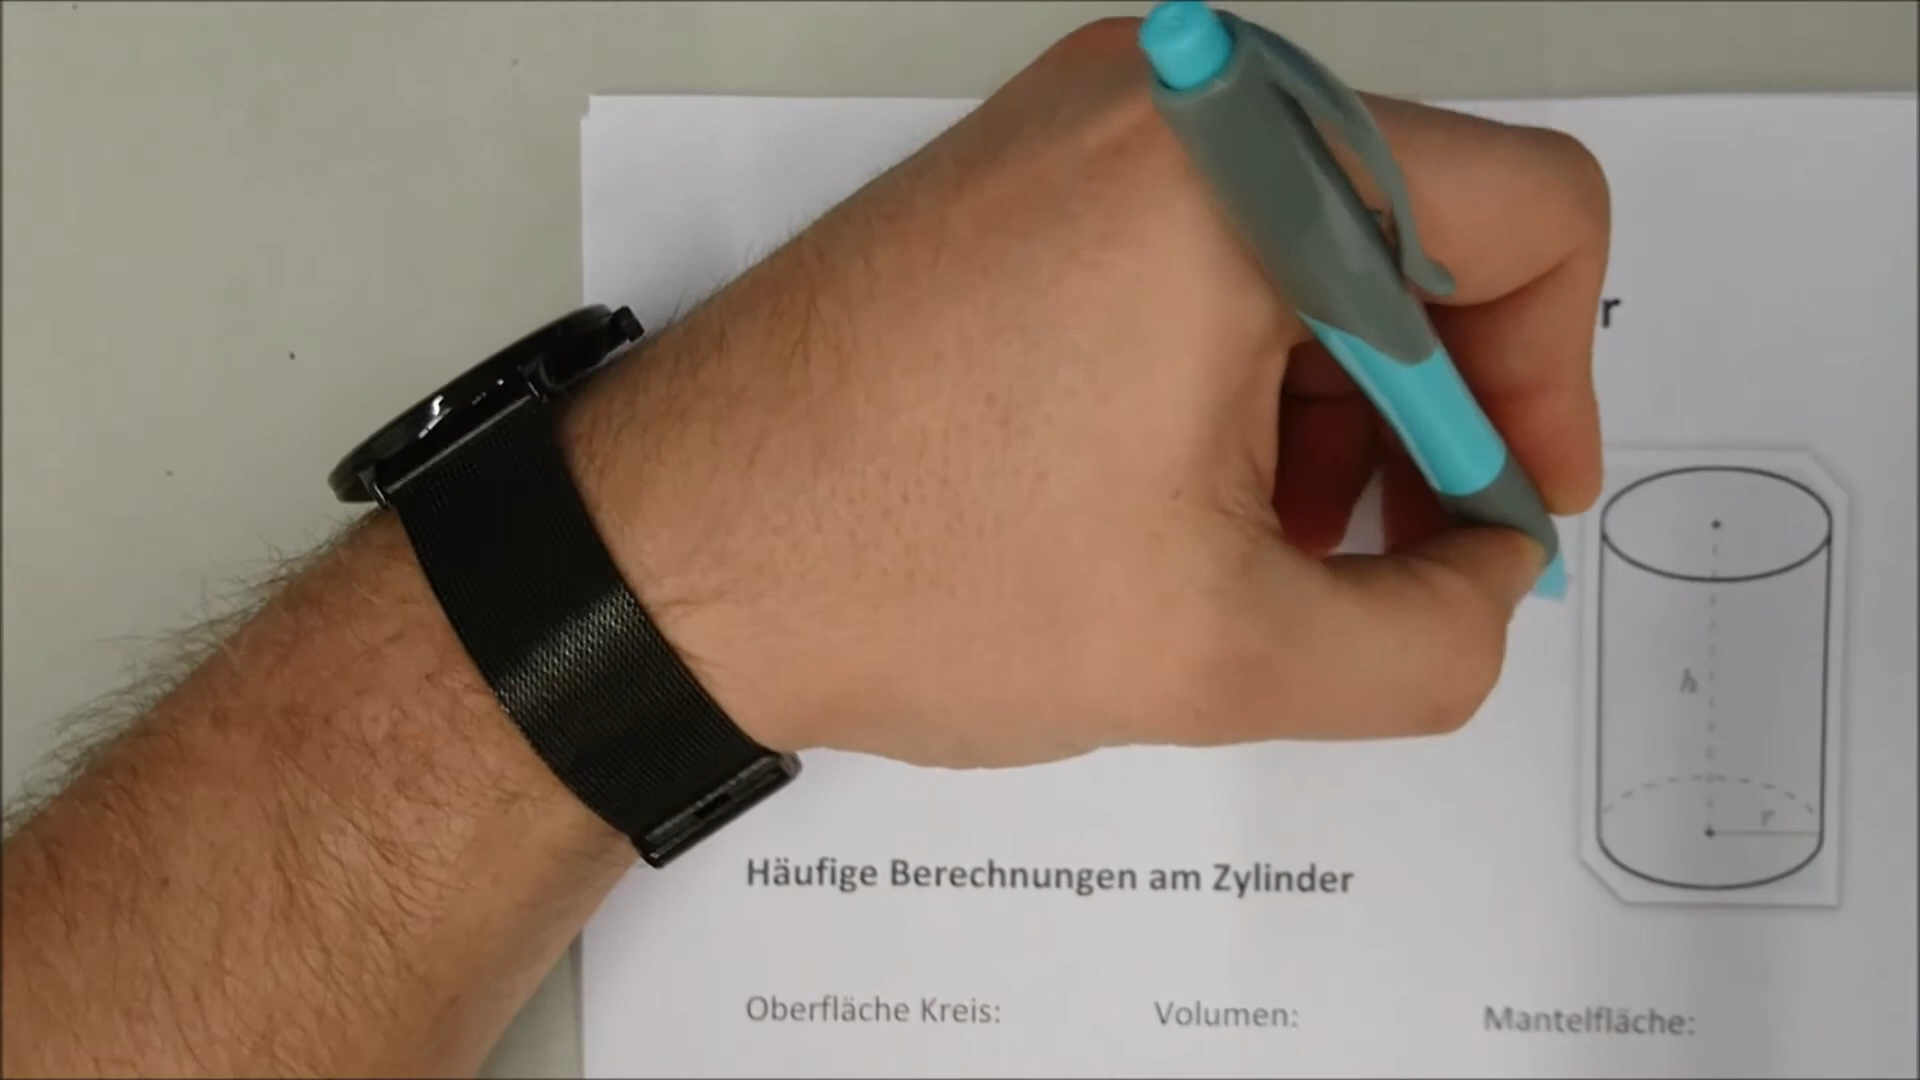 r
h
r
Häufige Berechnungen am Zylinder
Oberfläche Kreis:
Volumen:
Mantelfläche: